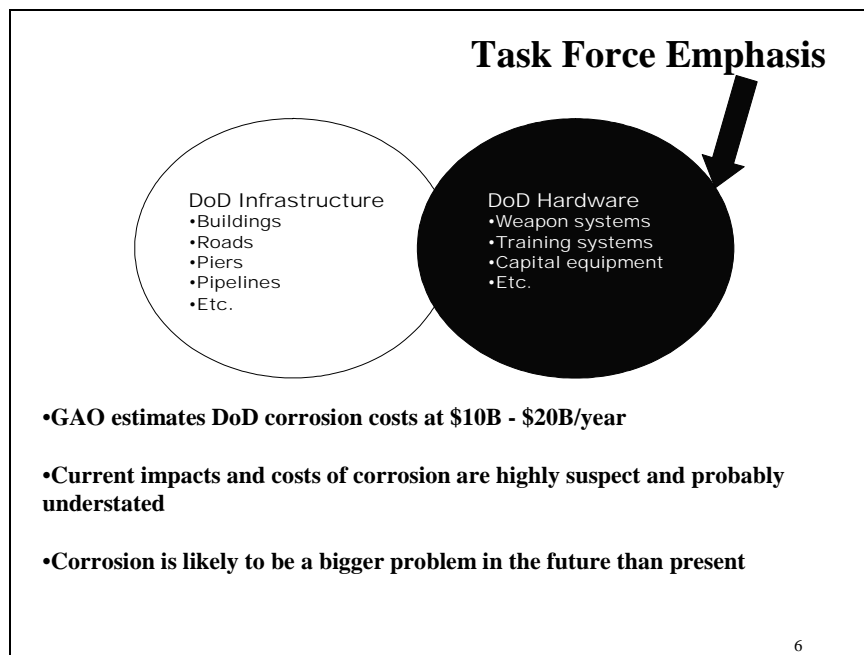 Task Force Emphasis
DoD Infrastructure
•Buildings
•Roads
•Piers
•Pipelines
•Etc.
DoD Hardware
•Weapon systems
•Training systems
•Capital equipment
•Etc.
•GAO estimates DoD corrosion costs at $10B - $20B/year
•Current impacts and costs of corrosion are highly suspect and probably
understated
•Corrosion is likely to be a bigger problem in the future than present
6